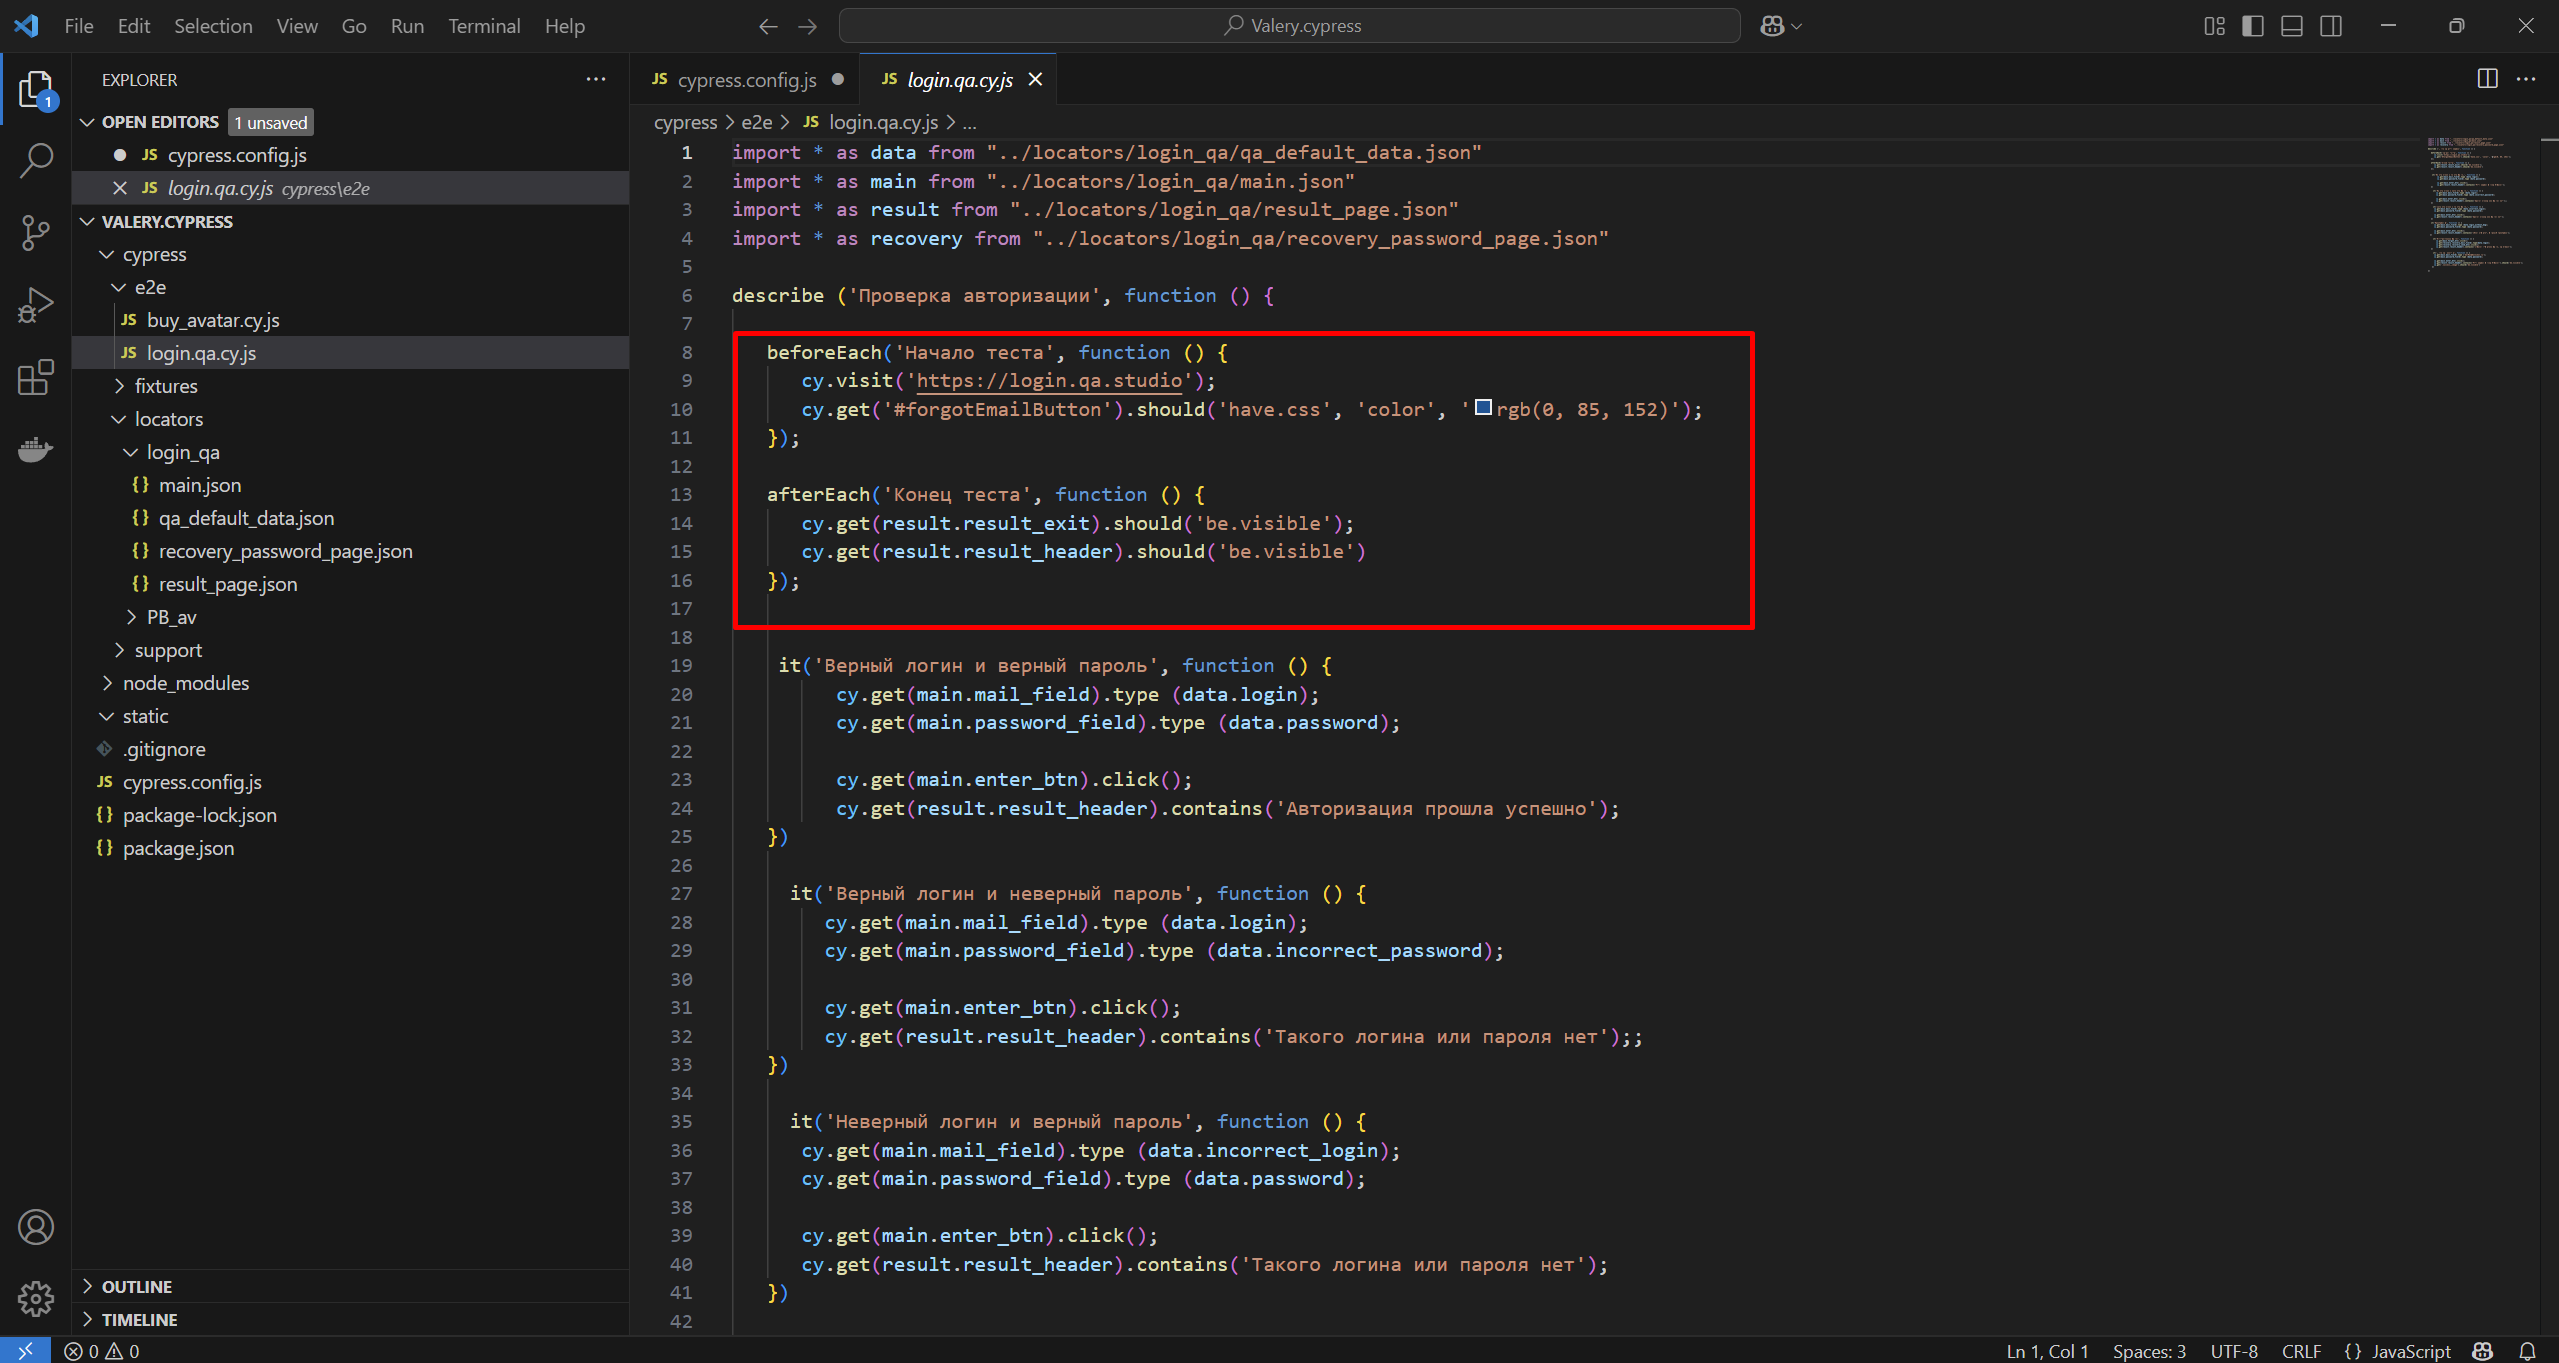 File Edit Selection View Go Run Terminal Help
Valery.cypress
EXPLORER
OPEN EDITORS 1 unsaved
JS cypress.config.js
JS login.qa.cy.js cypress\e2e
VALERY.CYPRESS
cypress
e2e
JS buy_avatar.cy.js
JS login.qa.cy.js
fixtures
locators
login_qa
{} main.json
{} qa_default_data.json
{} recovery_password_page.json
{} result_page.json
PB_av
support
node_modules
static
.gitignore
JS cypress.config.js
{} package-lock.json
{} package.json
OUTLINE
TIMELINE
1
JS cypress.config.js JS login.qa.cy.js
cypress > e2e > JS login.qa.cy.js > ...
1 import * as data from "../locators/login_qa/qa_default_data.json"
2 import * as main from "../locators/login_qa/main.json"
3 import * as result from "../locators/login_qa/result_page.json"
4 import * as recovery from "../locators/login_qa/recovery_password_page.json"
5
6 describe ('Проверка авторизации', function () {
7
8 beforeEach('Начало теста', function () {
9 cy.visit('https://login.qa.studio');
10 cy.get('#forgotEmailButton').should('have.css', 'color', 'rgb(0, 85, 152)');
11 });
12
13 afterEach('Конец теста', function () {
14 cy.get(result.result_exit).should('be.visible');
15 cy.get(result.result_header).should('be.visible')
16 });
17
18
19 it('Верный логин и верный пароль', function () {
20 cy.get(main.mail_field).type (data.login);
21 cy.get(main.password_field).type (data.password);
22
23 cy.get(main.enter_btn).click();
24 cy.get(result.result_header).contains('Авторизация прошла успешно');
25 })
26
27 it('Верный логин и неверный пароль', function () {
28 cy.get(main.mail_field).type (data.login);
29 cy.get(main.password_field).type (data.incorrect_password);
30
31 cy.get(main.enter_btn).click();
32 cy.get(result.result_header).contains('Такого логина или пароля нет');;
33 })
34
35 it('Неверный логин и верный пароль', function () {
36 cy.get(main.mail_field).type (data.incorrect_login);
37 cy.get(main.password_field).type (data.password);
38
39 cy.get(main.enter_btn).click();
40 cy.get(result.result_header).contains('Такого логина или пароля нет');
41 })
42
0 0
Ln 1, Col 1 Spaces: 3 UTF-8 CRLF {} JavaScript